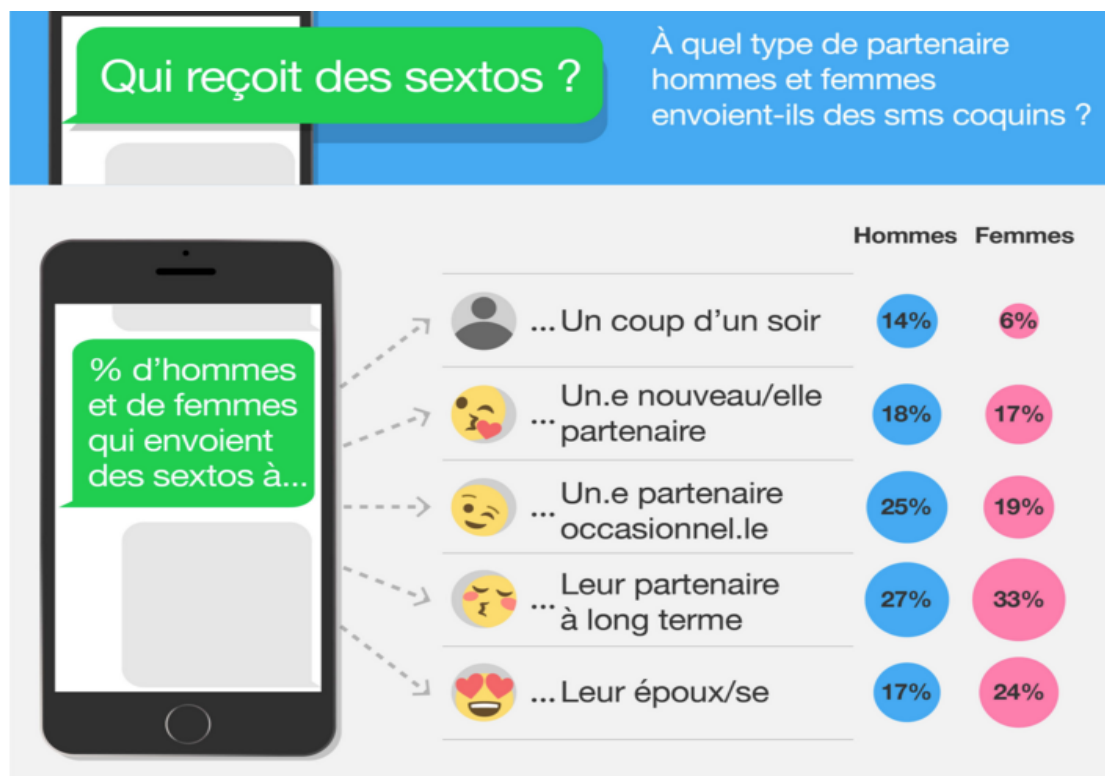 Qui reçoit des sextos ?
À quel type de partenaire
hommes et femmes
envoient-ils des sms coquins ?
% d'hommes
et de femmes
qui envoient
des sextos à...
Hommes Femmes
... Un coup d'un soir 14% 6%
... Un.e nouveau/elle
partenaire 18% 17%
... Un.e partenaire
occasionnel.le 25% 19%
... Leur partenaire
à long terme 27% 33%
... Leur époux/se 17% 24%